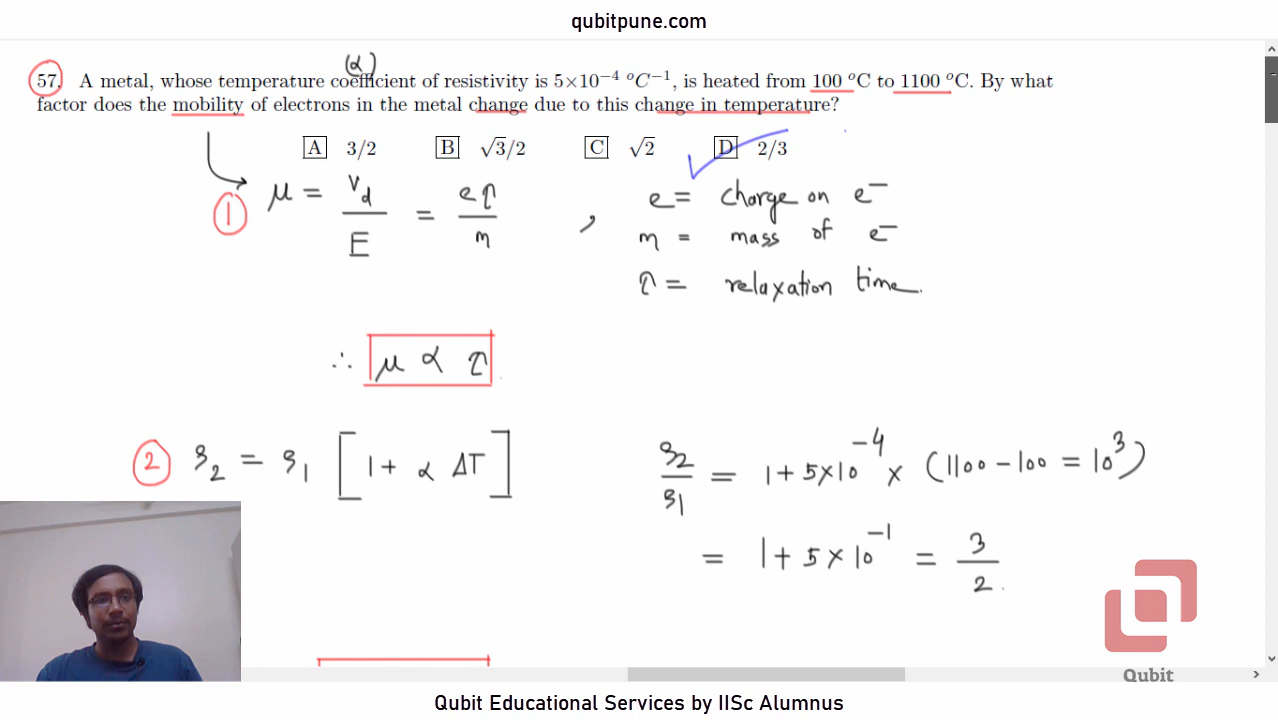 qubitpune.com
(α)
57. A metal, whose temperature coefficient of resistivity is 5×10⁻⁴ ᵒC⁻¹, is heated from 100 ᵒC to 1100 ᵒC. By what
factor does the mobility of electrons in the metal change due to this change in temperature?
A 3/2 B √3/2 C √2 D 2/3
① μ = v_d/E = eτ/m , e = charge on e⁻
m = mass of e⁻
τ = relaxation time.
∴ μ ∝ τ
② ρ₂ = ρ₁ [1 + α ΔT] ρ₂/ρ₁ = 1 + 5×10⁻⁴ × (1100 − 100 = 10³)
= 1 + 5 × 10⁻¹ = 3/2.
Qubit
Qubit Educational Services by IISc Alumnus